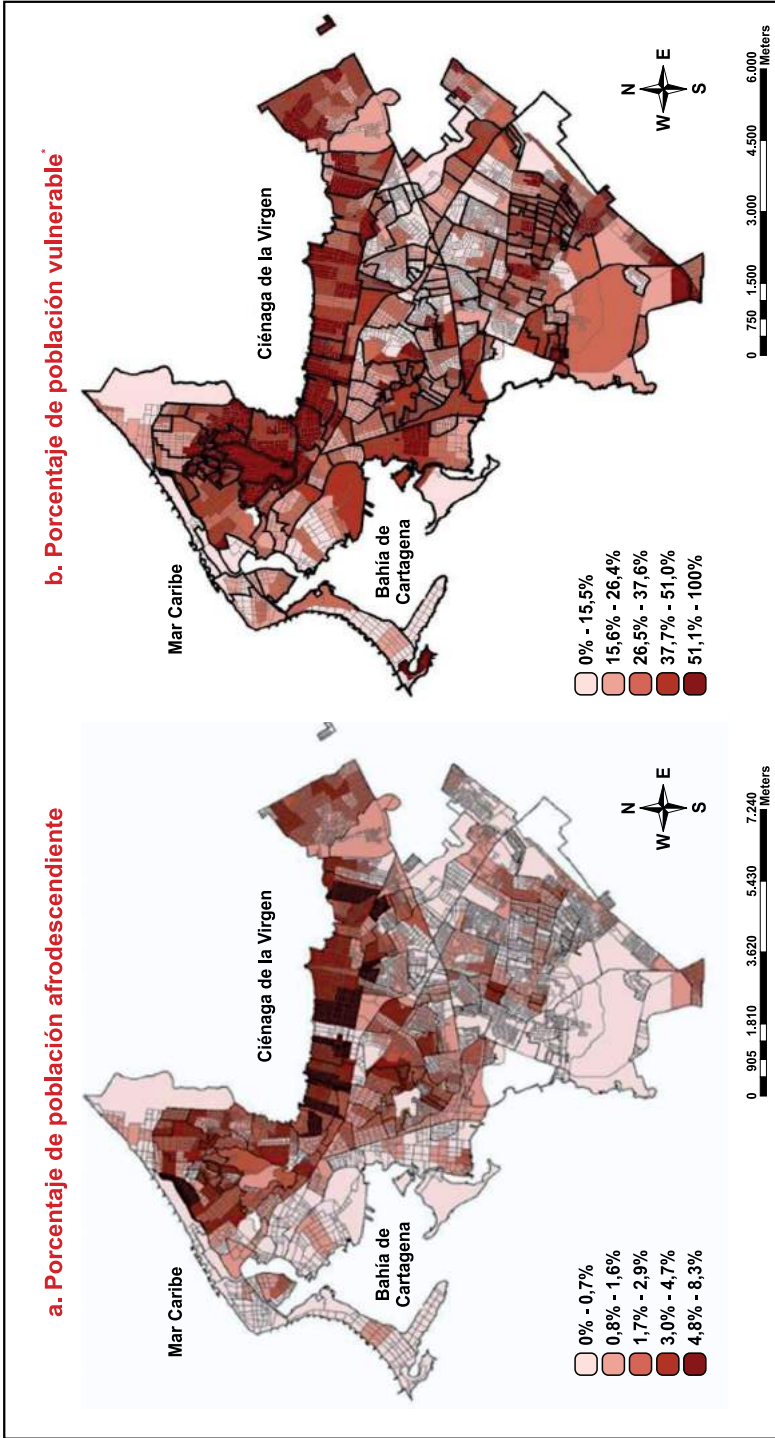 a. Porcentaje de población afrodescendiente
Mar Caribe
Ciénaga de la Virgen
Bahía de
Cartagena
0% - 0,7%
0,8% - 1,6%
1,7% - 2,9%
3,0% - 4,7%
4,8% - 8,3%
N
W E
S
0 905 1.810 3.620 5.430 7.240
Meters
b. Porcentaje de población vulnerable*
Mar Caribe
Ciénaga de la Virgen
Bahía de
Cartagena
0% - 15,5%
15,6% - 26,4%
26,5% - 37,6%
37,7% - 51,0%
51,1% - 100%
N
W E
S
0 750 1.500 3.000 4.500 6.000
Meters